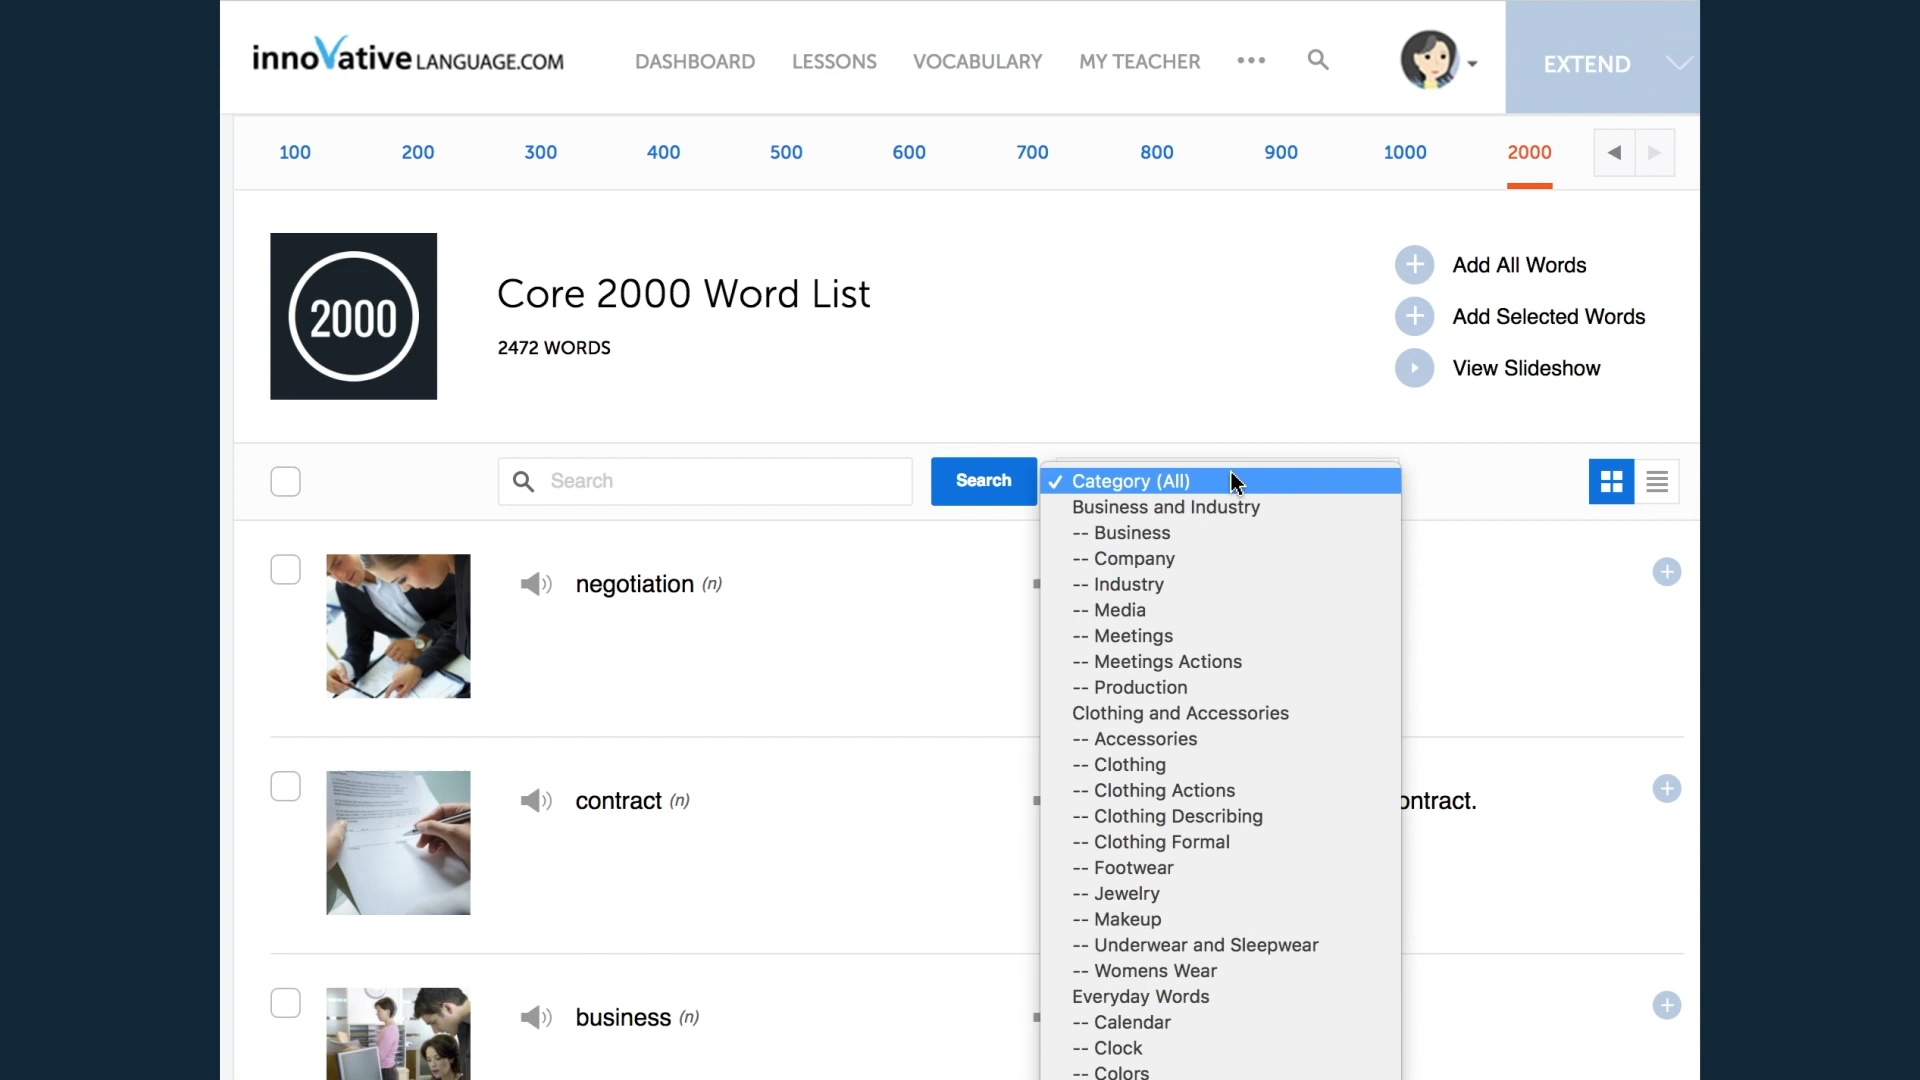 innoVative LANGUAGE.COM
DASHBOARD LESSONS VOCABULARY MY TEACHER ••• EXTEND
100 200 300 400 500 600 700 800 900 1000 2000
2000
Core 2000 Word List
2472 WORDS
Add All Words
Add Selected Words
View Slideshow
Search Search
✓ Category (All)
Business and Industry
-- Business
-- Company
-- Industry
-- Media
-- Meetings
-- Meetings Actions
-- Production
Clothing and Accessories
-- Accessories
-- Clothing
-- Clothing Actions
-- Clothing Describing
-- Clothing Formal
-- Footwear
-- Jewelry
-- Makeup
-- Underwear and Sleepwear
-- Womens Wear
Everyday Words
-- Calendar
-- Clock
-- Colors
negotiation (n)
contract (n) ontract.
business (n)